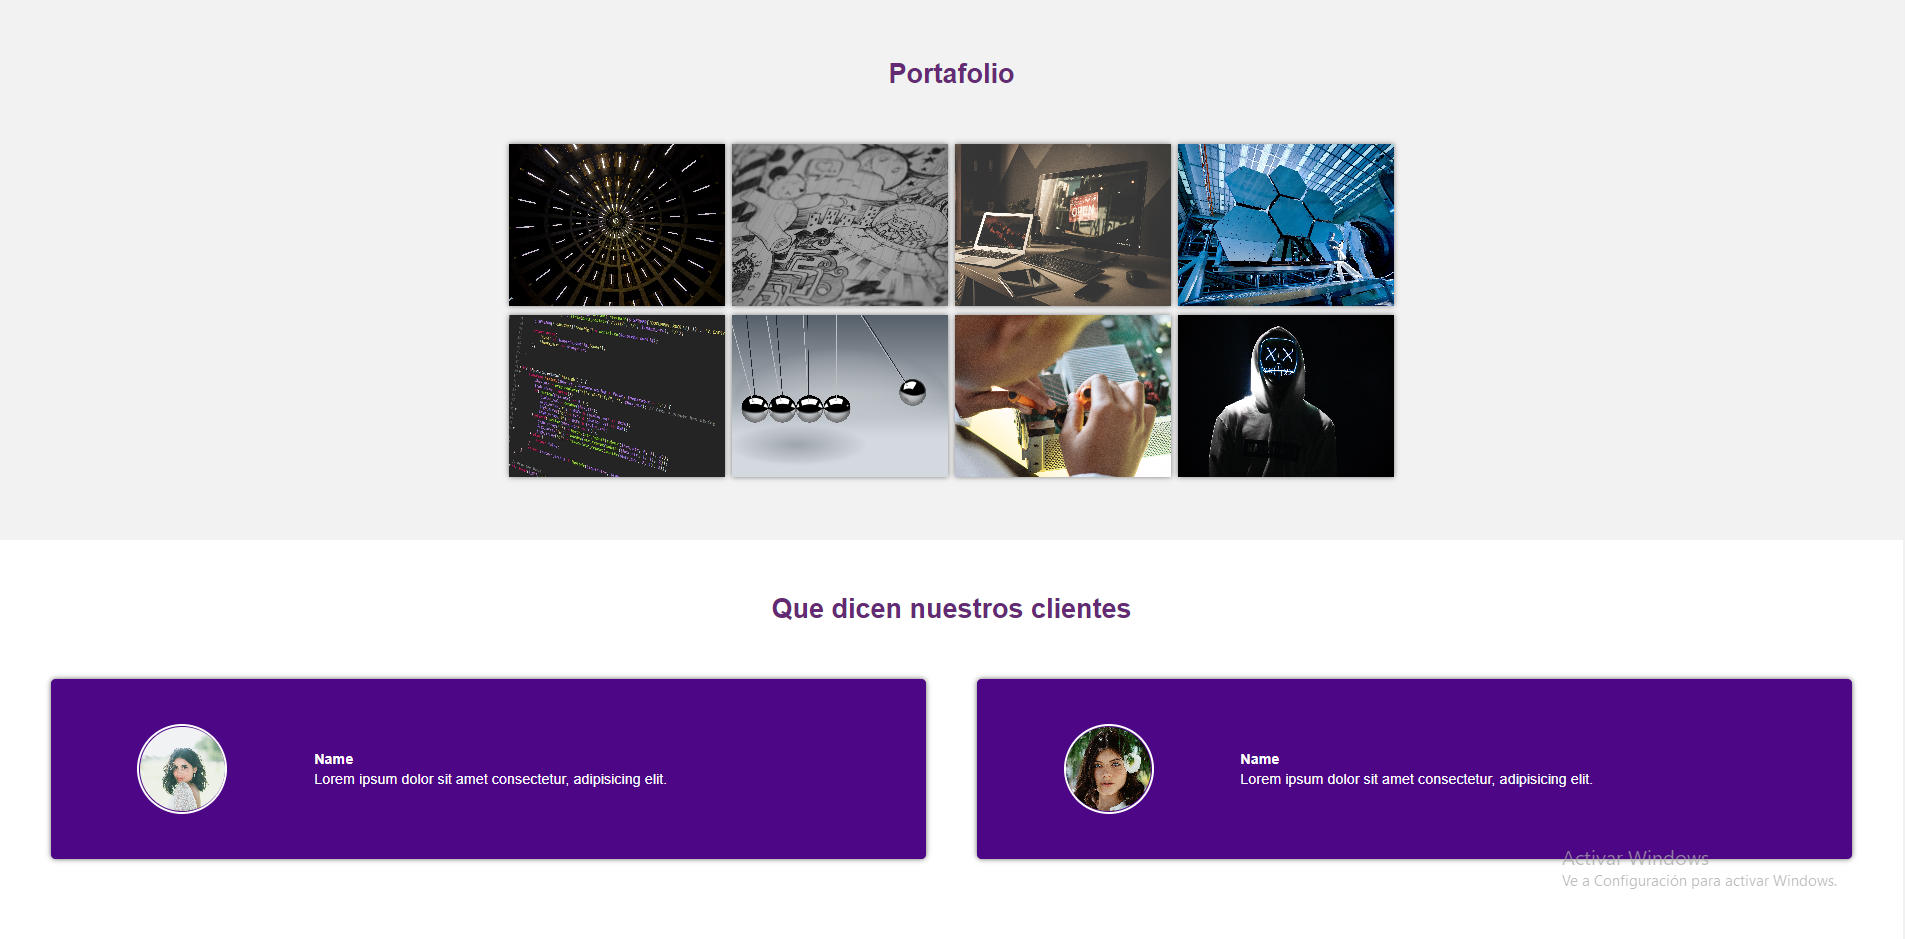 Portafolio
OPEN
Que dicen nuestros clientes
Name
Lorem ipsum dolor sit amet consectetur, adipisicing elit.
Name
Lorem ipsum dolor sit amet consectetur, adipisicing elit.
Activar Windows
Ve a Configuración para activar Windows.